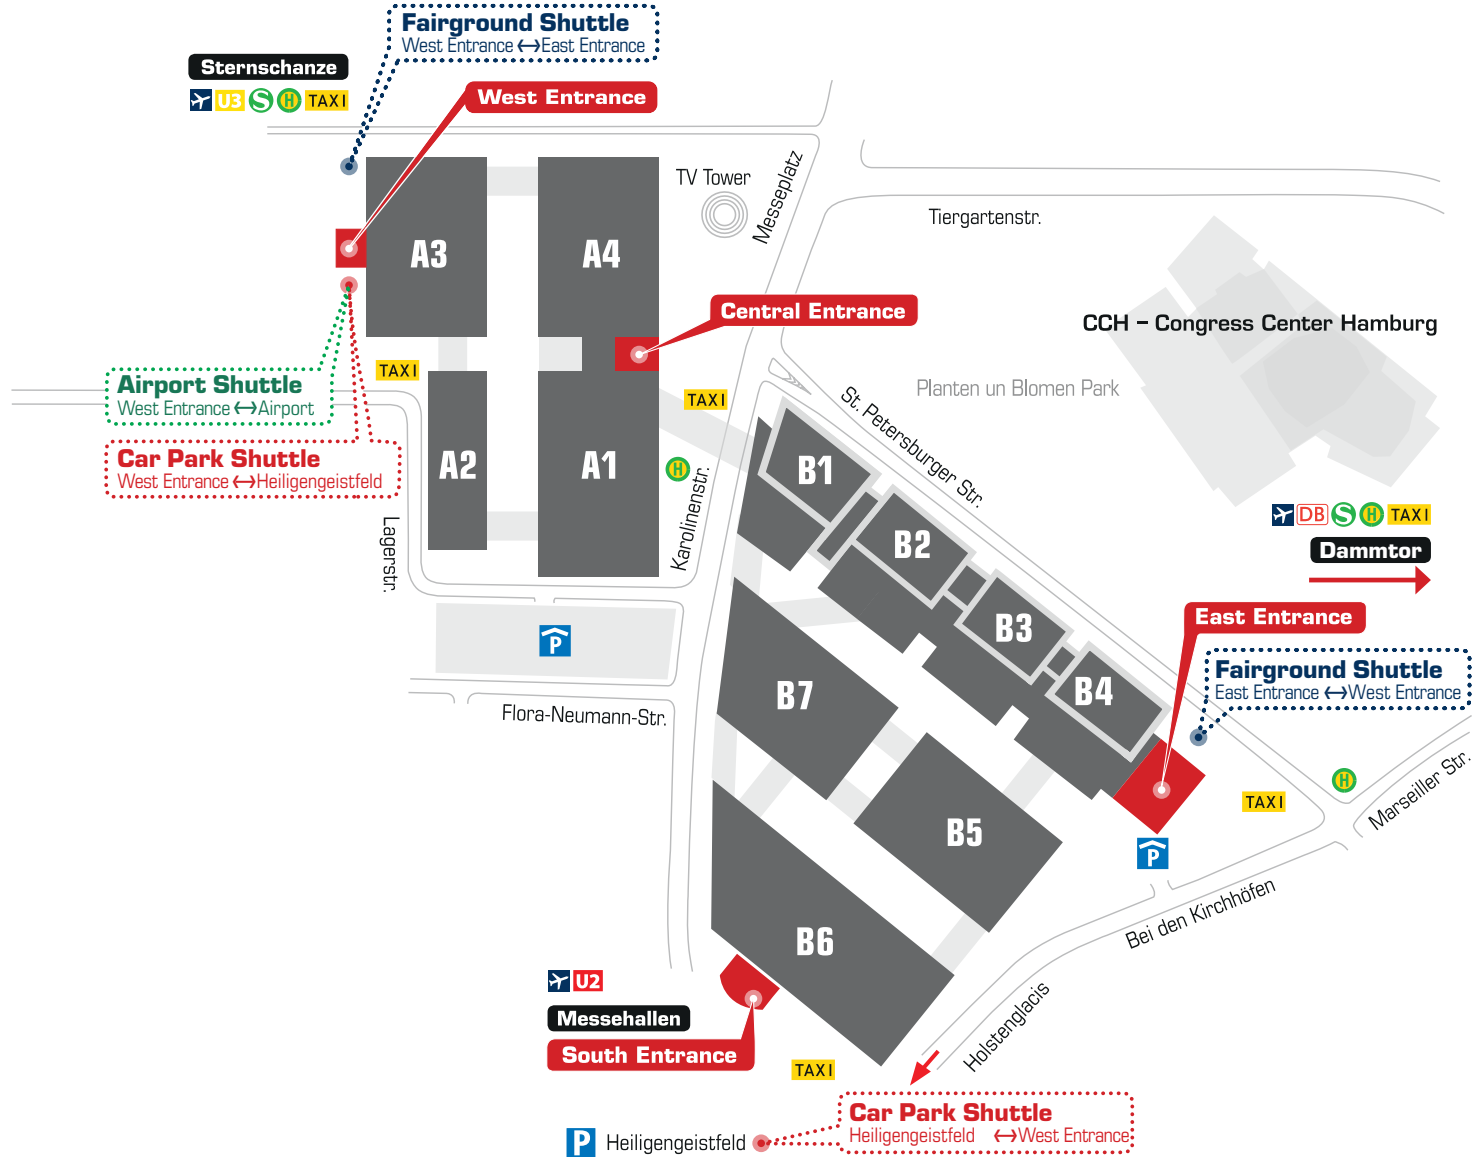 Fairground Shuttle
West Entrance ↔ East Entrance
Sternschanze
U3 S H TAXI
West Entrance
TV Tower
Messeplatz
Tiergartenstr.
A3
A4
Central Entrance
CCH – Congress Center Hamburg
TAXI
Airport Shuttle
West Entrance ↔ Airport
Planten un Blomen Park
TAXI
St. Petersburger Str.
Car Park Shuttle
West Entrance ↔ Heiligengeistfeld
A2
A1
H
Karolinenstr.
B1
Lagerstr.
DB S H TAXI
Dammtor
B2
East Entrance
P
B3
Fairground Shuttle
East Entrance ↔ West Entrance
B7
B4
Flora-Neumann-Str.
H
Marseiller Str.
TAXI
B5
P
Bei den Kirchhöfen
B6
U2
Messehallen
South Entrance
Holstenglacis
TAXI
Car Park Shuttle
Heiligengeistfeld ↔ West Entrance
P Heiligengeistfeld